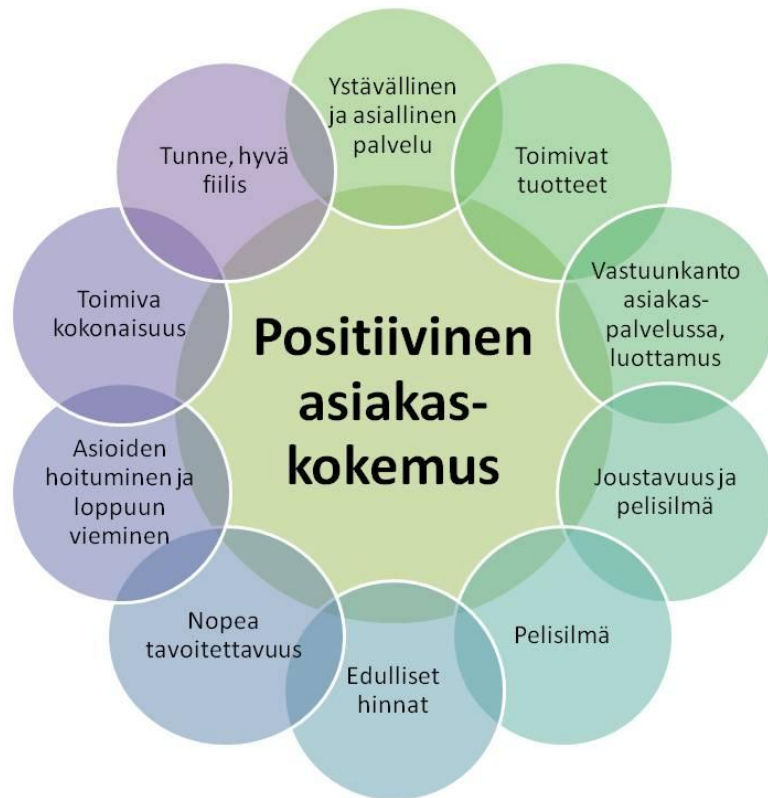 Positiivinen
asiakas-
kokemus
Ystävällinen
ja asiallinen
palvelu
Toimivat
tuotteet
Vastuunkanto
asiakas-
palvelussa,
luottamus
Joustavuus ja
pelisilmä
Pelisilmä
Edulliset
hinnat
Nopea
tavoitettavuus
Asioiden
hoituminen ja
loppuun
vieminen
Toimiva
kokonaisuus
Tunne, hyvä
fiilis